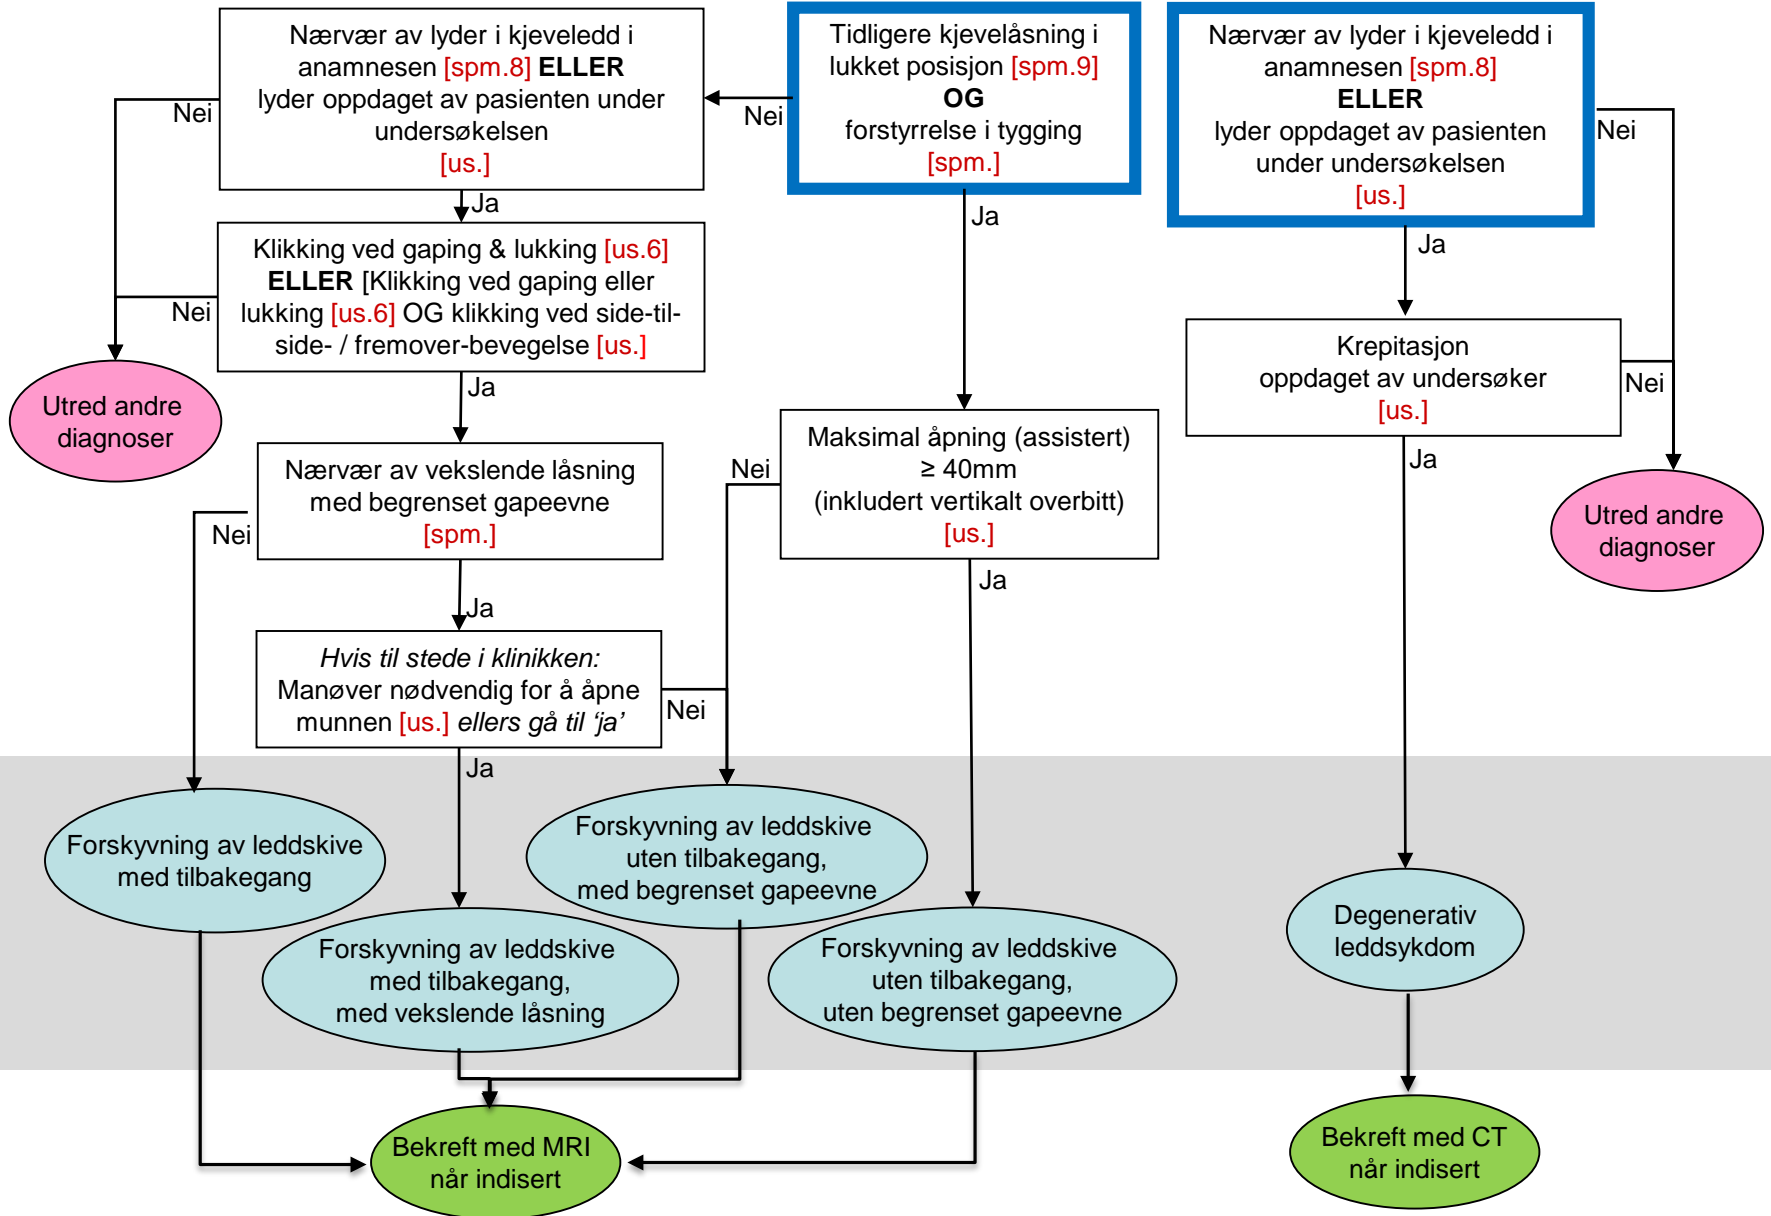 Nærvær av lyder i kjeveledd i
anamnesen [spm.8] ELLER
lyder oppdaget av pasienten under
undersøkelsen
[us.]
Tidligere kjevelåsning i
lukket posisjon [spm.9]
OG
forstyrrelse i tygging
[spm.]
Nærvær av lyder i kjeveledd i
anamnesen [spm.8]
ELLER
lyder oppdaget av pasienten
under undersøkelsen
[us.]
Nei
Nei
Nei
Ja
Ja
Ja
Klikking ved gaping & lukking [us.6]
ELLER [Klikking ved gaping eller
lukking [us.6] OG klikking ved side-til-
side- / fremover-bevegelse [us.]
Nei
Ja
Krepitasjon
oppdaget av undersøker
[us.]
Nei
Ja
Utred andre
diagnoser
Nærvær av vekslende låsning
med begrenset gapeevne
[spm.]
Nei
Ja
Maksimal åpning (assistert)
≥ 40mm
(inkludert vertikalt overbitt)
[us.]
Nei
Ja
Utred andre
diagnoser
Hvis til stede i klinikken:
Manøver nødvendig for å åpne
munnen [us.] ellers gå til ‘ja’
Nei
Ja
Forskyvning av leddskive
med tilbakegang
Forskyvning av leddskive
uten tilbakegang,
med begrenset gapeevne
Forskyvning av leddskive
med tilbakegang,
med vekslende låsning
Forskyvning av leddskive
uten tilbakegang,
uten begrenset gapeevne
Degenerativ
leddsykdom
Bekreft med MRI
når indisert
Bekreft med CT
når indisert